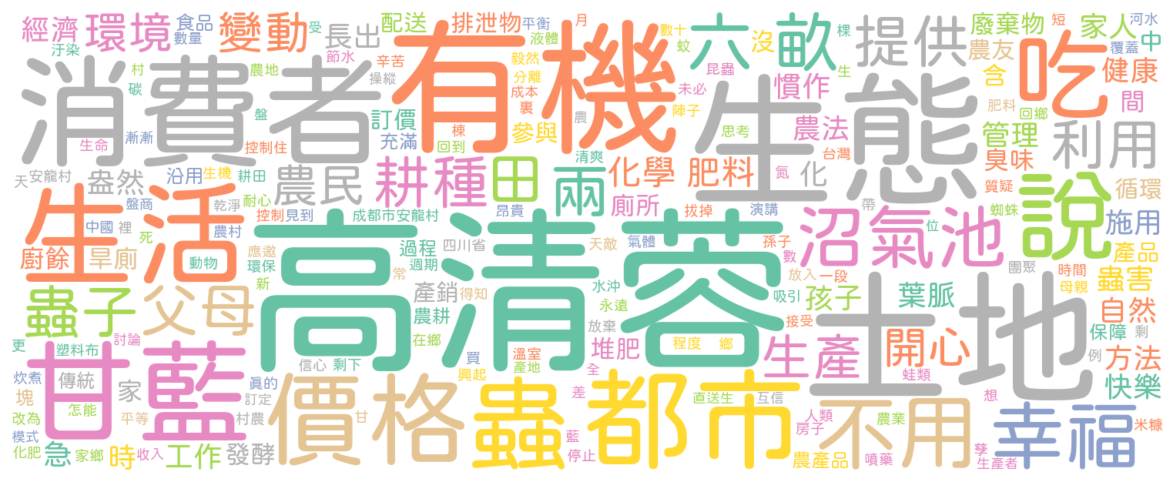 經濟 環境 食品 數量 變動 受 長出 配送 排泄物 平衡 月 六畝 沒 棵 提供 廢棄物 家人 短 河水
汙染 節水 辛苦 液體 數十 蚊 農友 中 覆蓋
消費者 有機 生態 吃 健康
村 農地 操縱 毅然 分離 昆蟲 慣作 生 含 間
碳 盤 訂價 成本 裏 未必 陣子 農法 肥料 回鄉
生命 漸漸 控制住 充滿 棟 回到 參與 思考 台灣 管理 利用
天 安龍村 盎然 沿用 生機 耕田 農民 耕種 田 清爽 兩 化學 肥料 氮 化 臭味
生活 乾淨 耐心 成都市安龍村 昂貴 廁所 拔掉 演講 帶 質疑 循環
中國 裡 盤商 控制 見到 農村 沼氣池 蜘蛛 說 施用
廚餘 旱廁 死 動物 應邀 環保 過程 四川省 天敵 氣體 孫子 數 位 產品
高清蓉
蟲子 父母 新 常 週期 產銷 得知 水沖 放入 一段 吸引 孩子 葉脈 團聚 時間 母親 蟲害
更 塑料布 討論 農耕 在鄉 永遠 放棄 接受 土地 保障 剩 自然
甘藍 信心 剩下 買 興起 溫室 產地 堆肥 程度 鄉 生產 開心 蛙類 例 方法
炊煮 傳統 家 真的 訂定 全 差 直送生 互信 想 快樂
塊 改為 怎能 平等 村農 價格 甘 蟲 都市 人類 房子 不用 農業 幸福 米糠
模式 化肥 急 家鄉 時 收入 工作 發酵 藍 停止 農產品 噴藥 孳 生產者